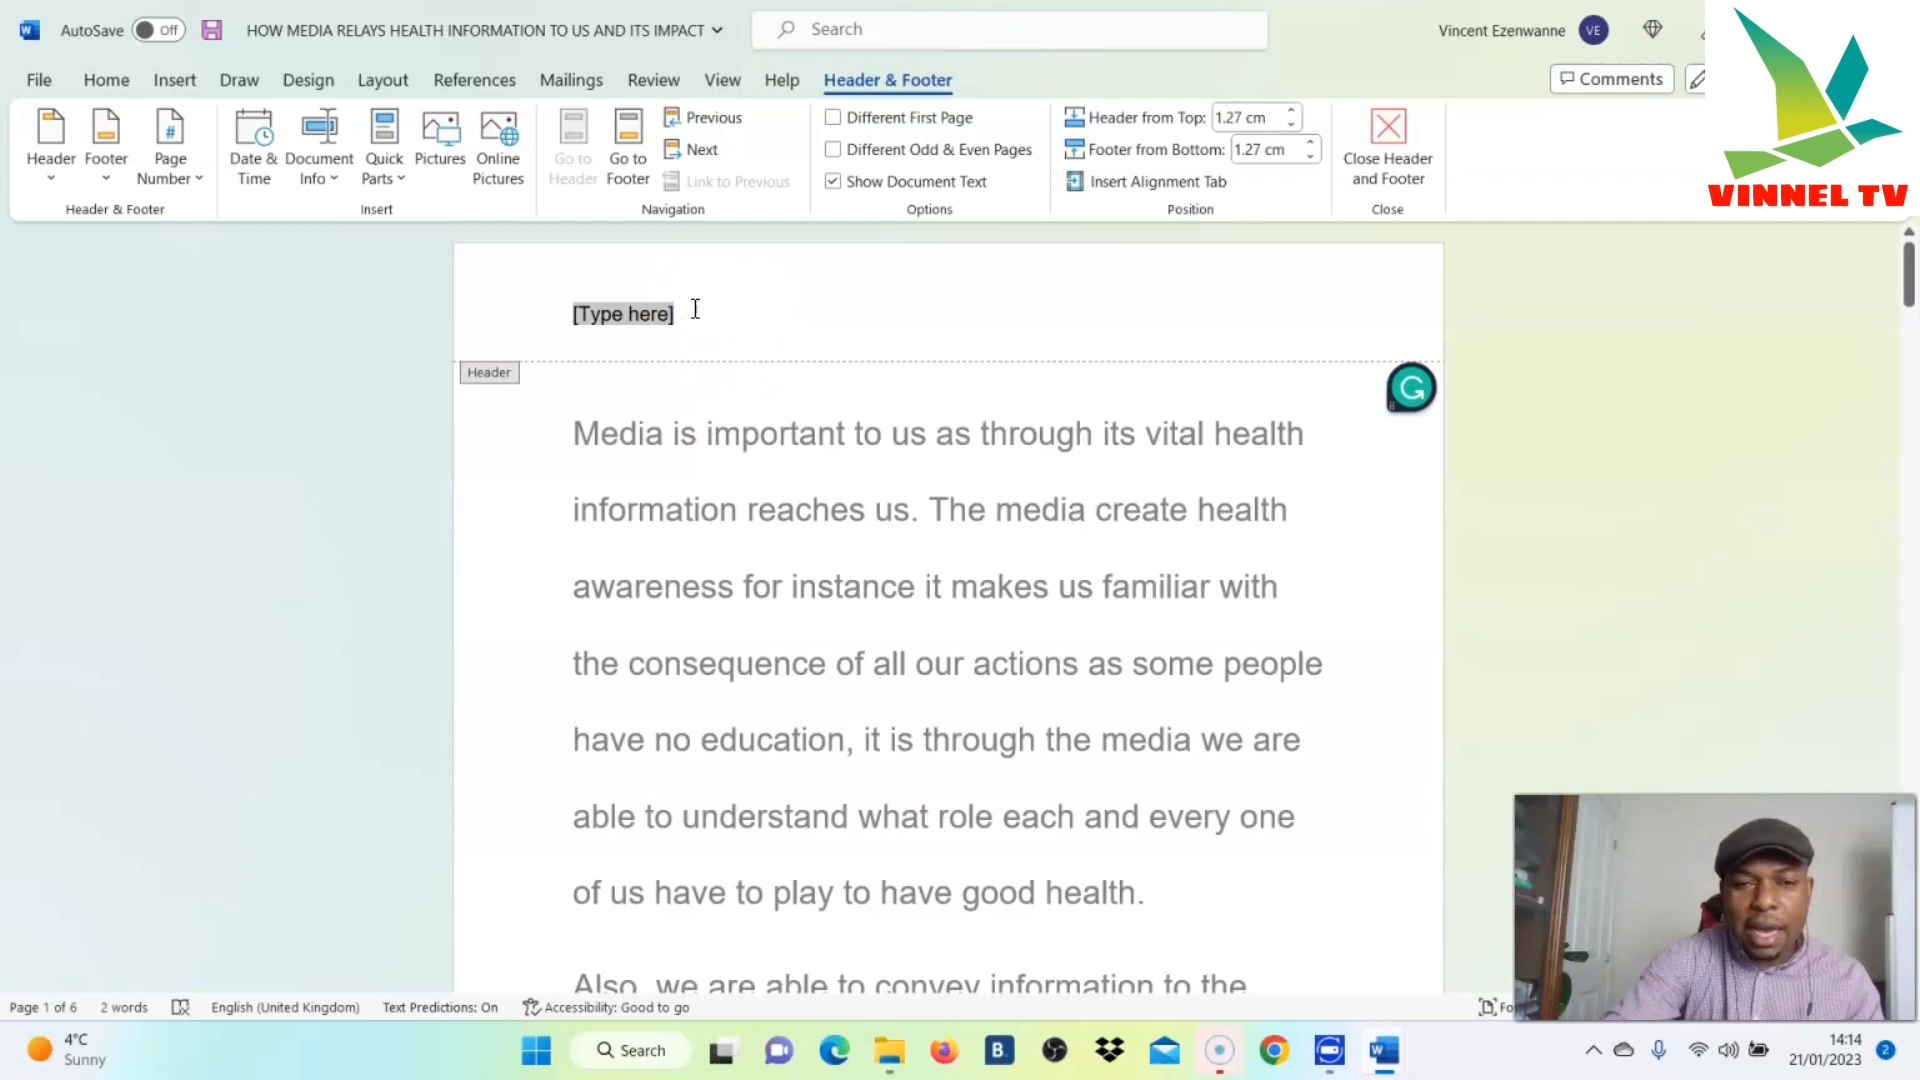 AutoSave Off HOW MEDIA RELAYS HEALTH INFORMATION TO US AND ITS IMPACT Search Vincent Ezenwanne VE
File Home Insert Draw Design Layout References Mailings Review View Help Header & Footer Comments
Header Footer Page Number Date & Time Document Info Quick Parts Pictures Online Pictures Go to Header Go to Footer
Previous
Next
Link to Previous
Different First Page
Different Odd & Even Pages
Show Document Text
Header from Top: 1.27 cm
Footer from Bottom: 1.27 cm
Insert Alignment Tab
Close Header and Footer
Header & Footer Insert Navigation Options Position Close
VINNEL TV
[Type here]
Header
Media is important to us as through its vital health
information reaches us. The media create health
awareness for instance it makes us familiar with
the consequence of all our actions as some people
have no education, it is through the media we are
able to understand what role each and every one
of us have to play to have good health.
Also, we are able to convey information to the
Page 1 of 6 2 words English (United Kingdom) Text Predictions: On Accessibility: Good to go Fo
4°C
Sunny
Search
14:14
21/01/2023
2